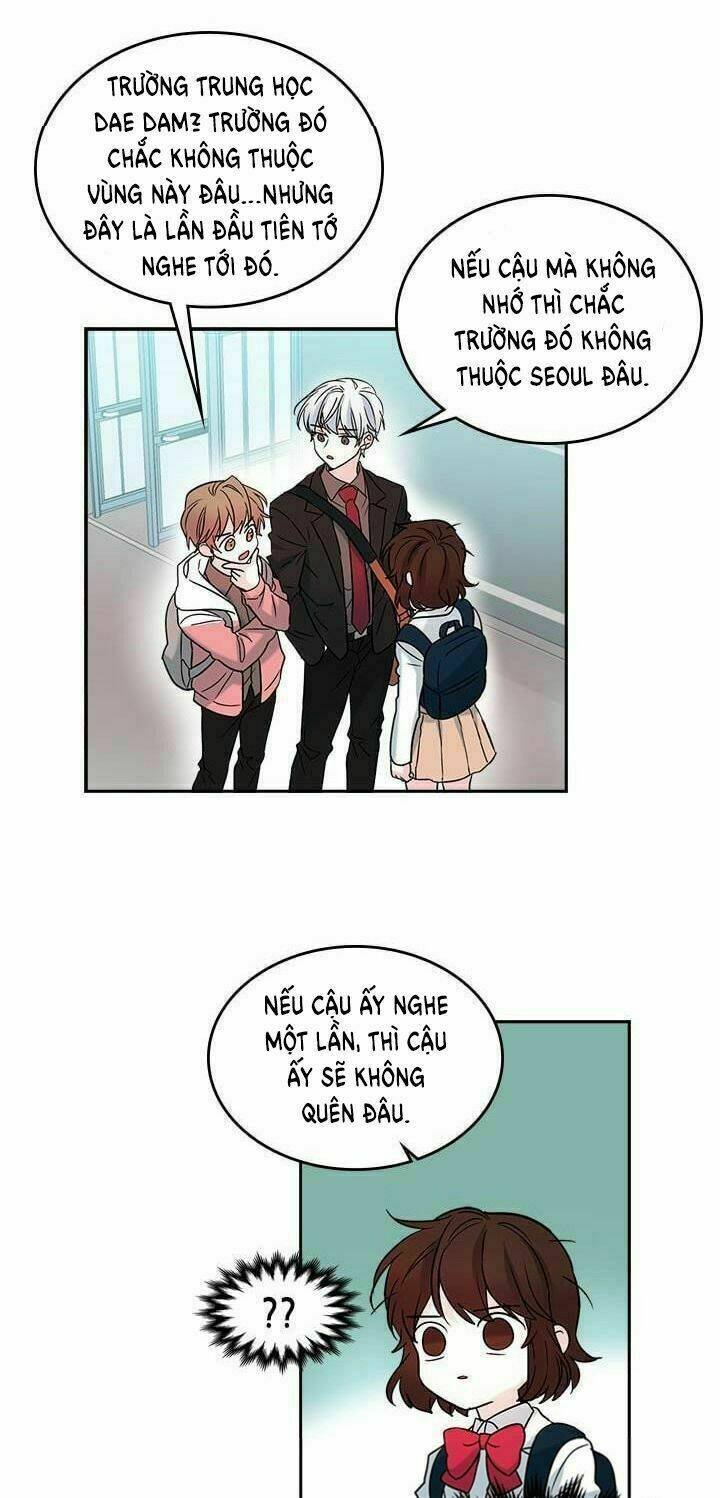 TRƯỜNG TRUNG HỌC
DAE DAM? TRƯỜNG ĐÓ
CHẮC KHÔNG THUỘC
VÙNG NÀY ĐÂU...NHƯNG
ĐÂY LÀ LẦN ĐẦU TIÊN TỚ
NGHE TỚI ĐÓ.
NẾU CẬU MÀ KHÔNG
NHỚ THÌ CHẮC
TRƯỜNG ĐÓ KHÔNG
THUỘC SEOUL ĐÂU.
NẾU CẬU ẤY NGHE
MỘT LẦN, THÌ CẬU
ẤY SẼ KHÔNG
QUÊN ĐÂU.
??